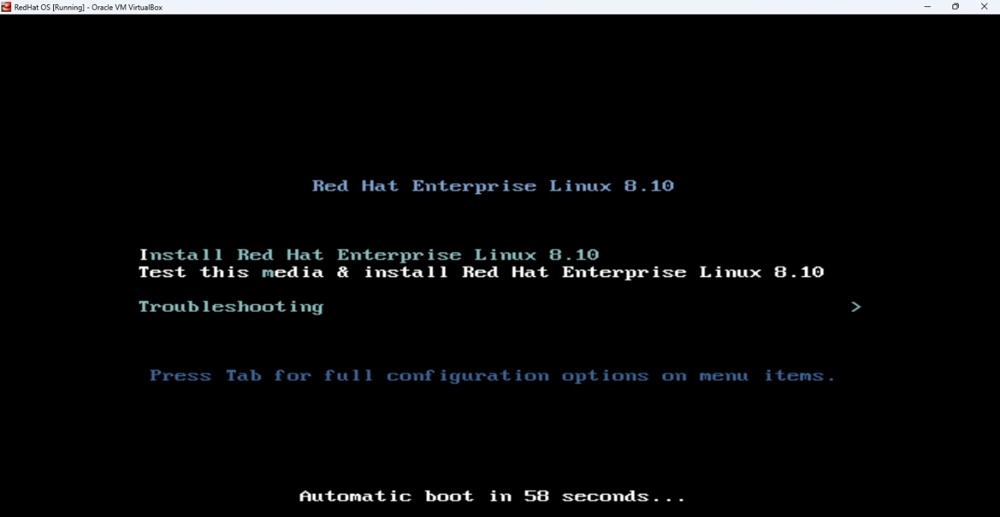 RedHat OS [Running] - Oracle VM VirtualBox
Red Hat Enterprise Linux 8.10
Install Red Hat Enterprise Linux 8.10
Test this media & install Red Hat Enterprise Linux 8.10
Troubleshooting >
Press Tab for full configuration options on menu items.
Automatic boot in 58 seconds...